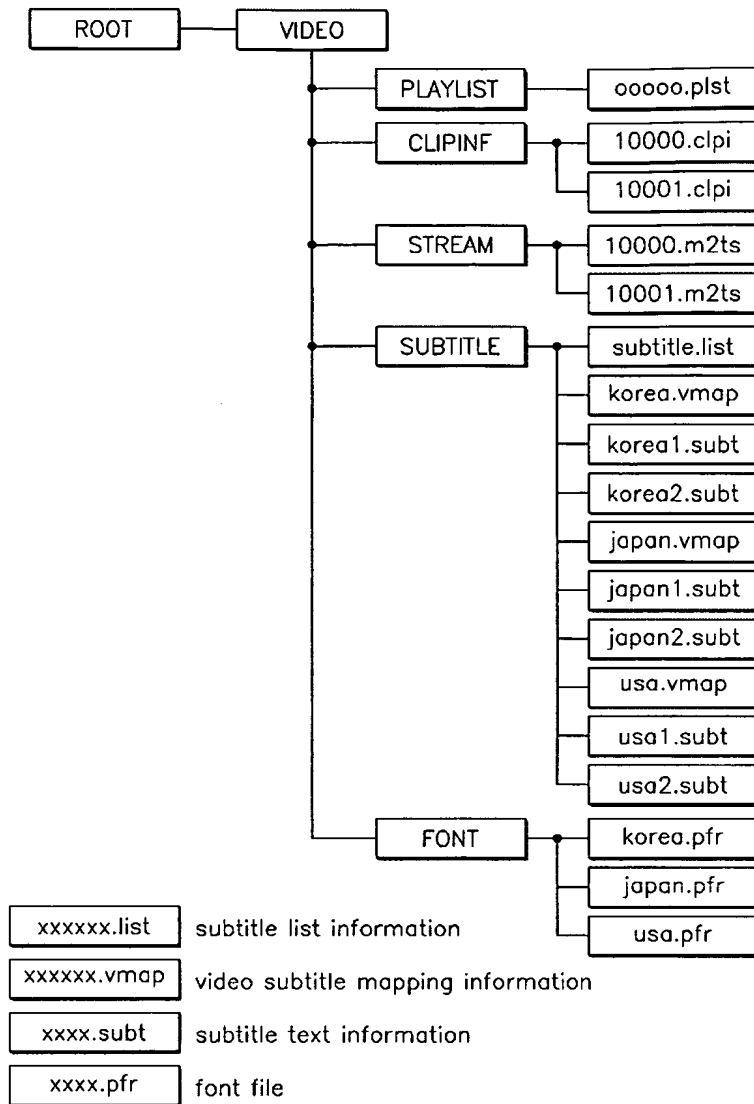 ROOT
VIDEO
PLAYLIST
ooooo.plst
CLIPINF
10000.clpi
10001.clpi
STREAM
10000.m2ts
10001.m2ts
SUBTITLE
subtitle.list
korea.vmap
korea1.subt
korea2.subt
japan.vmap
japan1.subt
japan2.subt
usa.vmap
usa1.subt
usa2.subt
FONT
korea.pfr
japan.pfr
usa.pfr
xxxxxx.list subtitle list information
xxxxxx.vmap video subtitle mapping information
xxxx.subt subtitle text information
xxxx.pfr font file